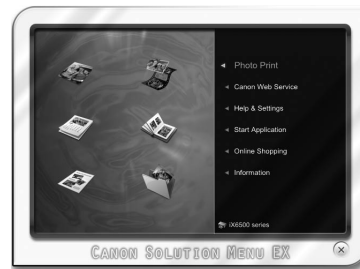 Photo Print
Canon Web Service
Help & Settings
Start Application
Online Shopping
Information
iX6500 series
CANON SOLUTION MENU EX